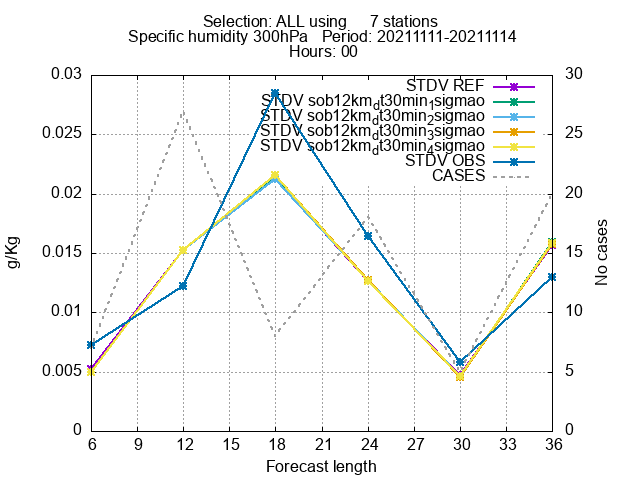 Selection: ALL using 7 stations
Specific humidity 300hPa Period: 20211111-20211114
Hours: 00
0.03 30
STDV REF
STDV sob12km_dt30min_1sigmao
0.025 STDV sob12km_dt30min_2sigmao 25
STDV sob12km_dt30min_3sigmao
STDV sob12km_dt30min_4sigmao
STDV OBS
CASES
0.02 20
g/Kg 0.015 15 No cases
0.01 10
0.005 5
0 0
6 9 12 15 18 21 24 27 30 33 36
Forecast length